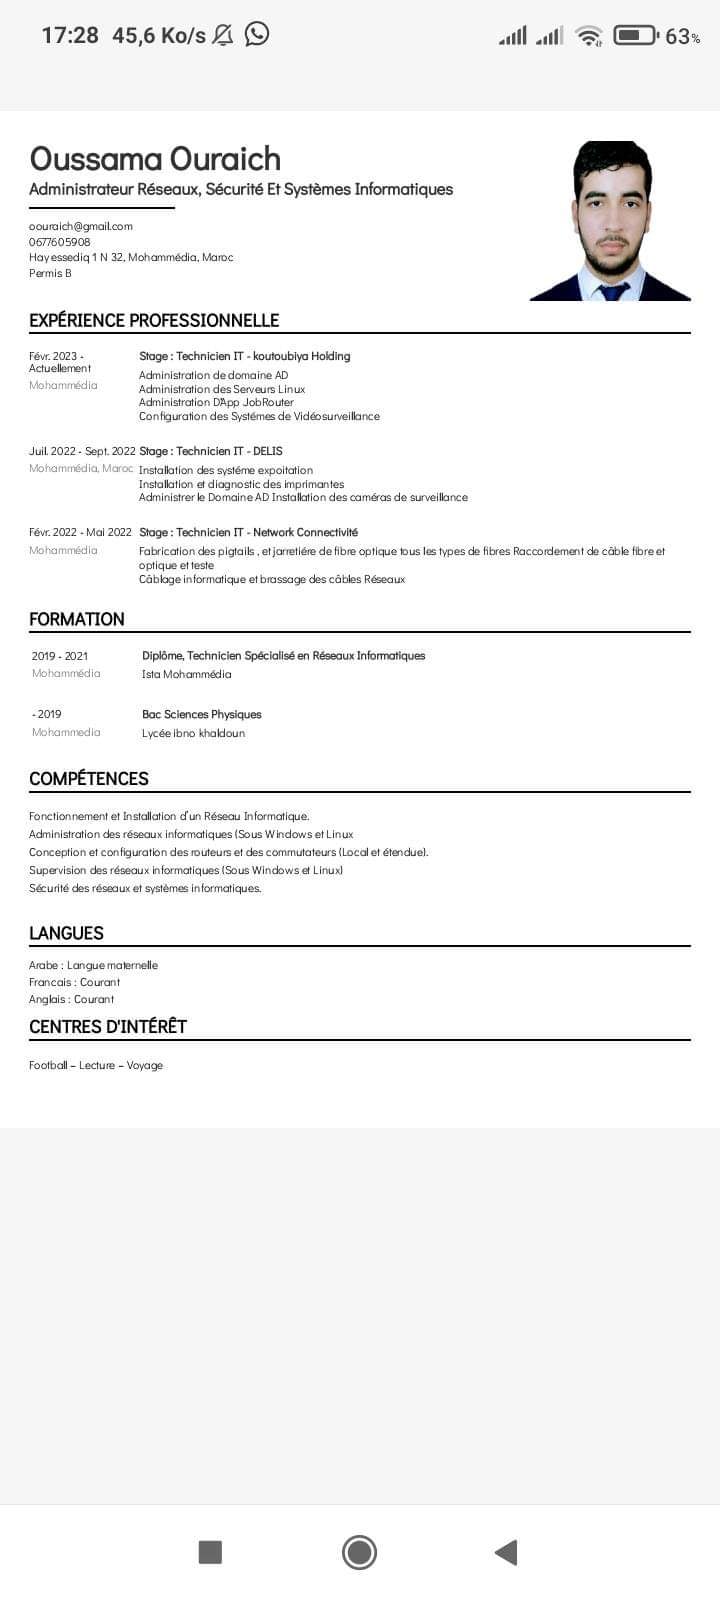 17:28 45,6 Ko/s 63%
Oussama Ouraich
Administrateur Réseaux, Sécurité Et Systèmes Informatiques
oouraich@gmail.com
0677605908
Hay essediq 1 N 32, Mohammédia, Maroc
Permis B
EXPÉRIENCE PROFESSIONNELLE
Févr. 2023 - Actuellement
Mohammédia
Stage : Technicien IT - koutoubiya Holding
Administration de domaine AD
Administration des Serveurs Linux
Administration D'App JobRouter
Configuration des Systémes de Vidéosurveillance
Juil. 2022 - Sept. 2022 Stage : Technicien IT - DELIS
Mohammédia, Maroc Installation des systéme expoitation
Installation et diagnostic des imprimantes
Administrer le Domaine AD Installation des caméras de surveillance
Févr. 2022 - Mai 2022 Stage : Technicien IT - Network Connectivité
Mohammédia Fabrication des pigtails , et jarretiére de fibre optique tous les types de fibres Raccordement de câble fibre et
optique et teste
Câblage informatique et brassage des câbles Réseaux
FORMATION
2019 - 2021 Diplôme, Technicien Spécialisé en Réseaux Informatiques
Mohammédia Ista Mohammédia
- 2019 Bac Sciences Physiques
Mohammedia Lycée ibno khaldoun
COMPÉTENCES
Fonctionnement et Installation d'un Réseau Informatique.
Administration des réseaux informatiques (Sous Windows et Linux
Conception et configuration des routeurs et des commutateurs (Local et étendue).
Supervision des réseaux informatiques (Sous Windows et Linux)
Sécurité des réseaux et systèmes informatiques.
LANGUES
Arabe : Langue maternelle
Francais : Courant
Anglais : Courant
CENTRES D'INTÉRÊT
Football – Lecture – Voyage